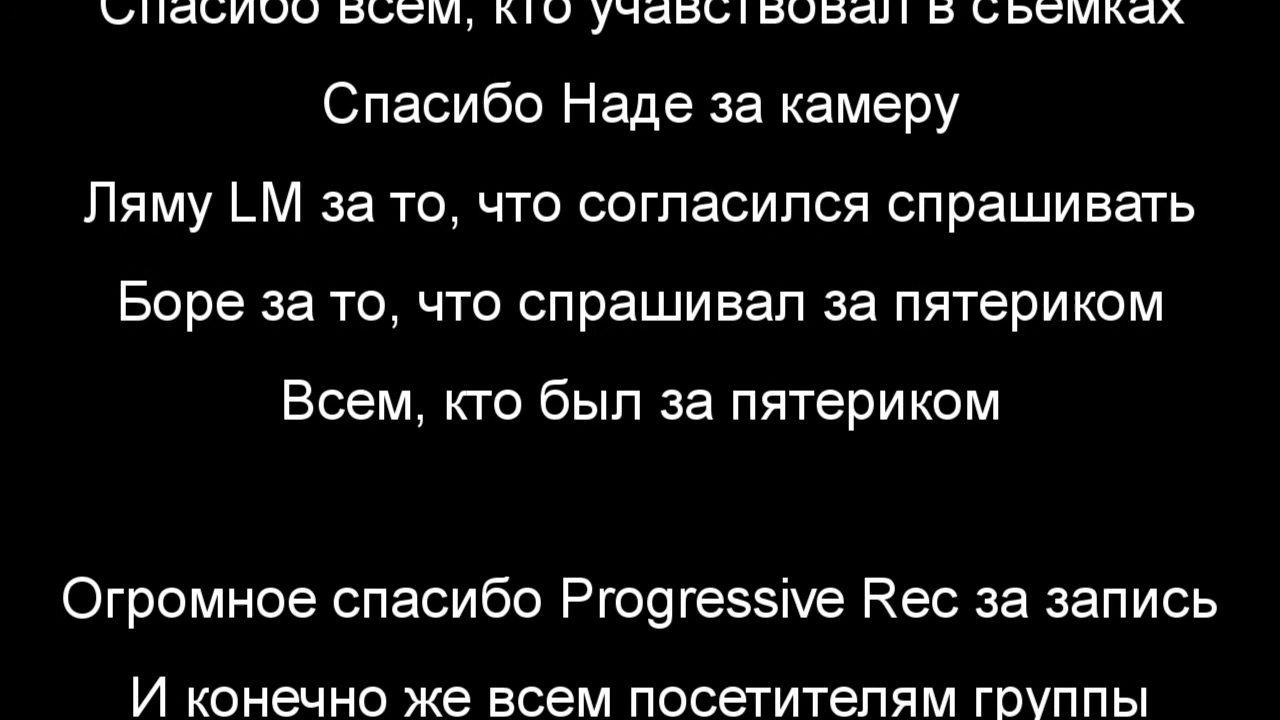 Спасибо всем, кто учавствовал в съемках
Спасибо Наде за камеру
Ляму LM за то, что согласился спрашивать
Боре за то, что спрашивал за пятериком
Всем, кто был за пятериком
Огромное спасибо Progressive Rec за запись
И конечно же всем посетителям группы